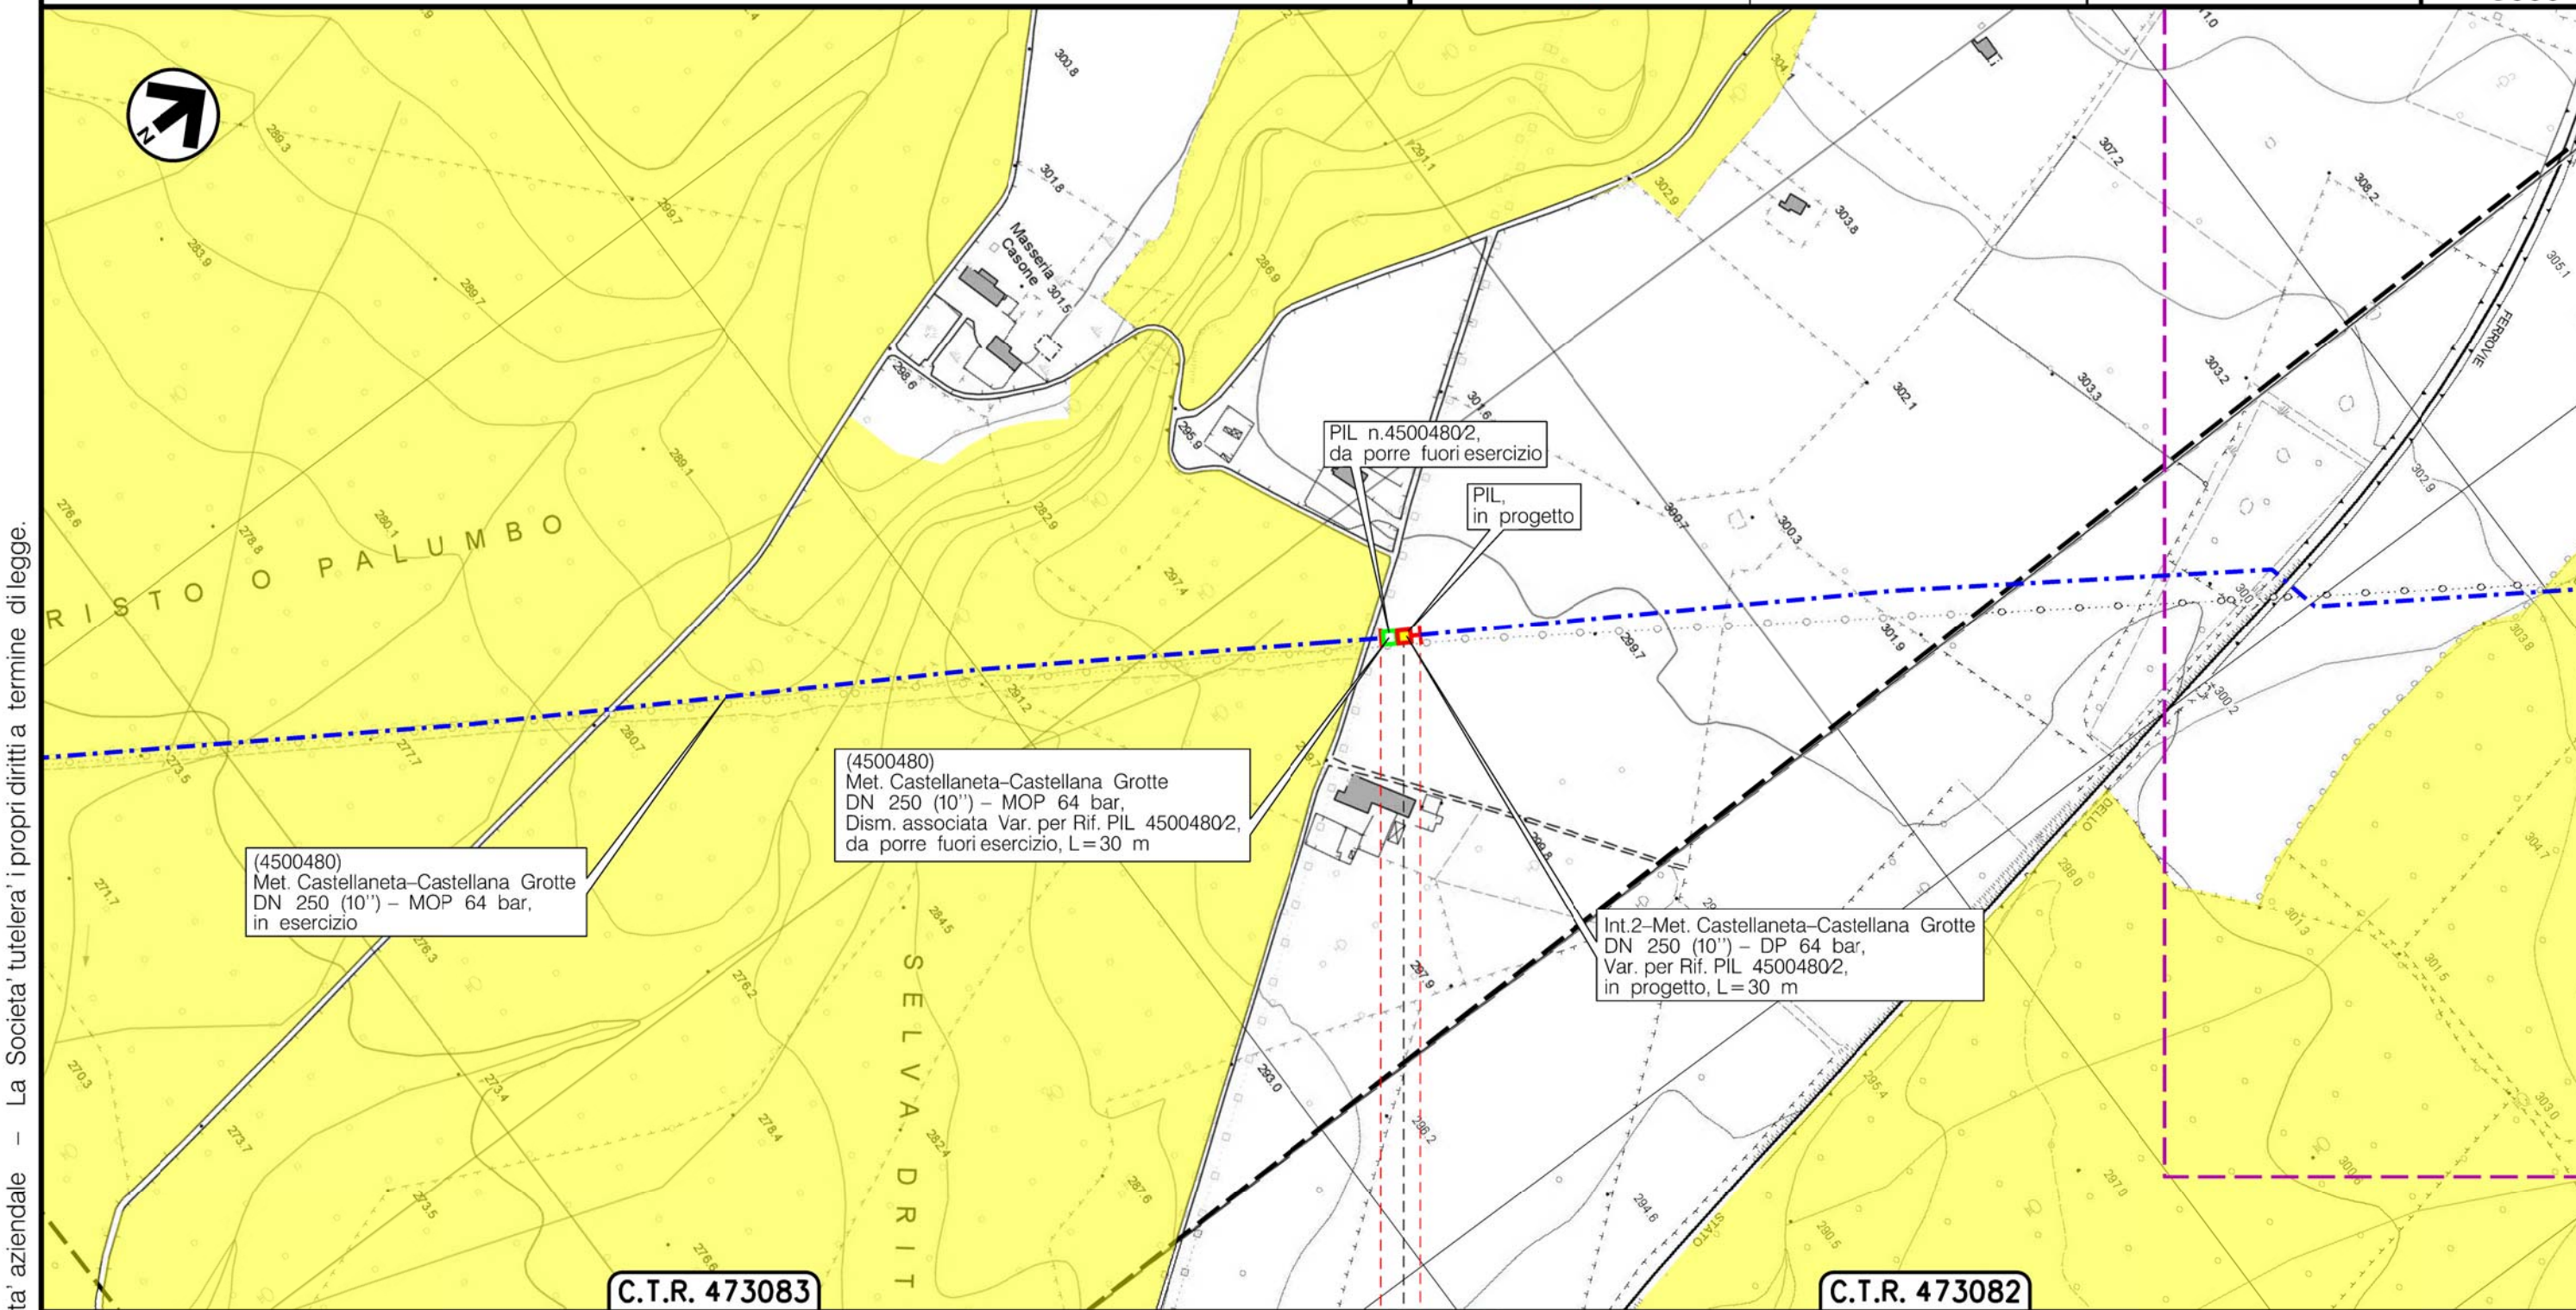 ta' aziendale – La Societa' tutelera' i propri diritti a termine di legge.
N
300.8
304.1
289.3
291.1
307.2
301.8
302.9
308.2
299.7
303.8
283.9
Masseria
Casone
301.5
286.9
305.1
289.7
FERROVIE
298.6
303.2
303.3
302.1
301.6
295.9
289.1
PIL n.4500480/2,
da porre fuori esercizio
302.9
PIL,
in progetto
276.6
280.1
278.8
282.9
300.7
300.3
RISTO O PALUMBO
297.4
301.9
299.7
303.8
291.2
300.2
280.7
277.7
273.5
(4500480)
Met. Castellaneta–Castellana Grotte
DN 250 (10'') – MOP 64 bar,
Dism. associata Var. per Rif. PIL 4500480/2,
da porre fuori esercizio, L=30 m
DELLO
299.8
304.7
(4500480)
Met. Castellaneta–Castellana Grotte
DN 250 (10'') – MOP 64 bar,
in esercizio
298.0
271.7
284.5
301.3
Int.2–Met. Castellaneta–Castellana Grotte
DN 250 (10'') – DP 64 bar,
Var. per Rif. PIL 4500480/2,
in progetto, L=30 m
276.3
276.2
297.9
301.5
SELVA DRIT
270.3
273.4
293.0
295.4
303.0
273.7
278.4
282.4
296.2
287.6
297.0
273.5
294.6
STATO
290.5
C.T.R. 473083
C.T.R. 473082